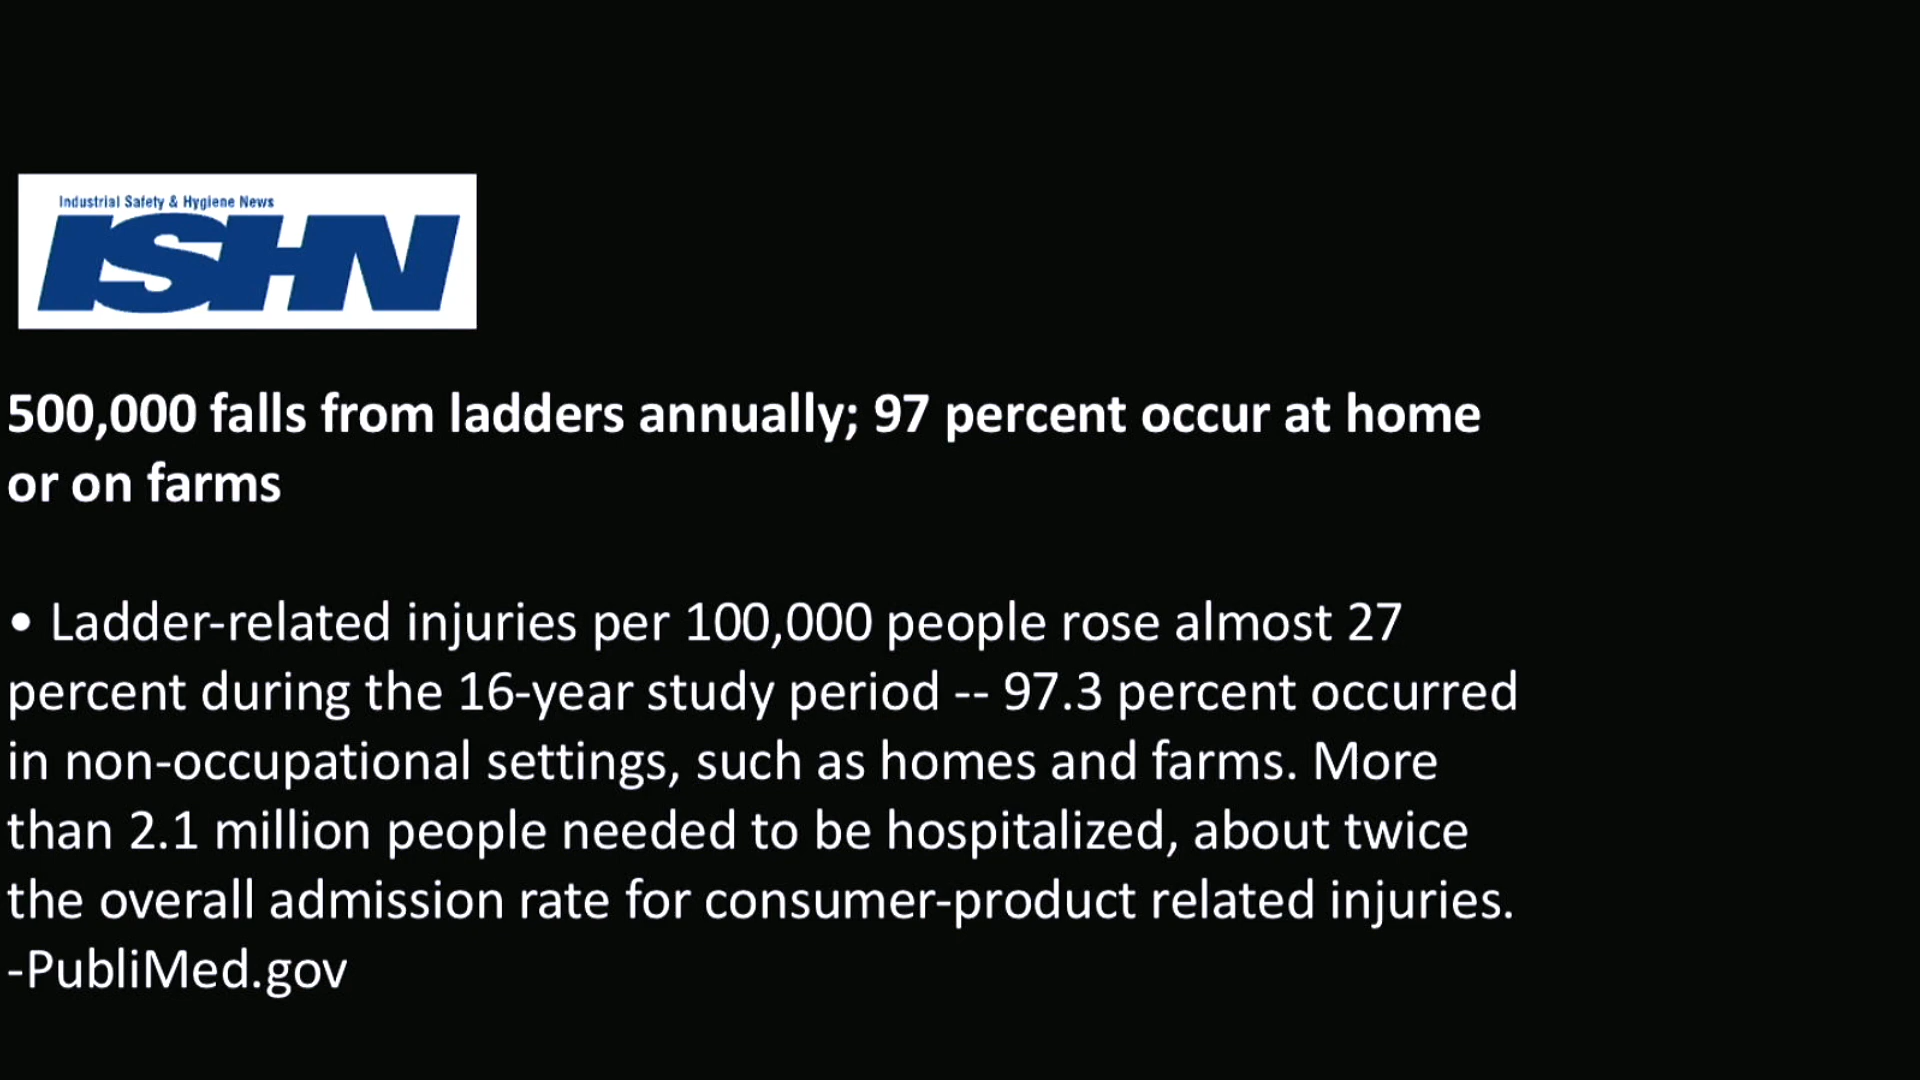 Industrial Safety & Hygiene News
ISHN
500,000 falls from ladders annually; 97 percent occur at home
or on farms
• Ladder-related injuries per 100,000 people rose almost 27
percent during the 16-year study period -- 97.3 percent occurred
in non-occupational settings, such as homes and farms. More
than 2.1 million people needed to be hospitalized, about twice
the overall admission rate for consumer-product related injuries.
-PubliMed.gov